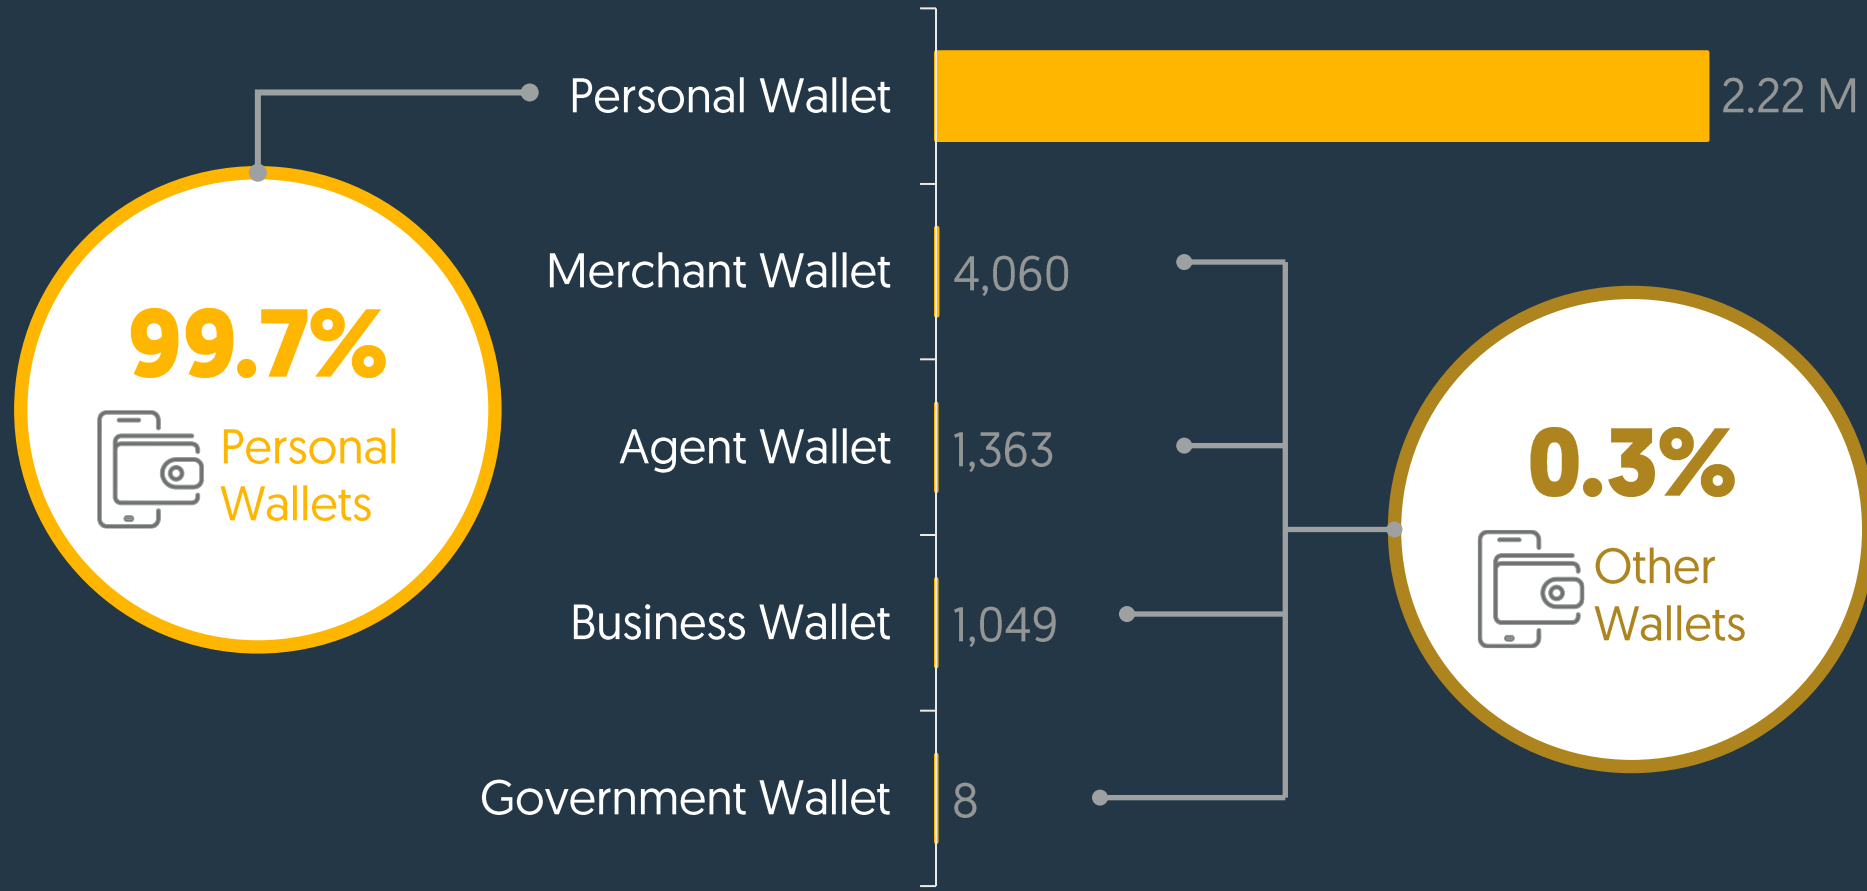 Personal Wallet
2.22 M
99.7%
Personal
Wallets
Merchant Wallet
4,060
Agent Wallet
1,363
Business Wallet
1,049
Government Wallet
8
0.3%
Other
Wallets